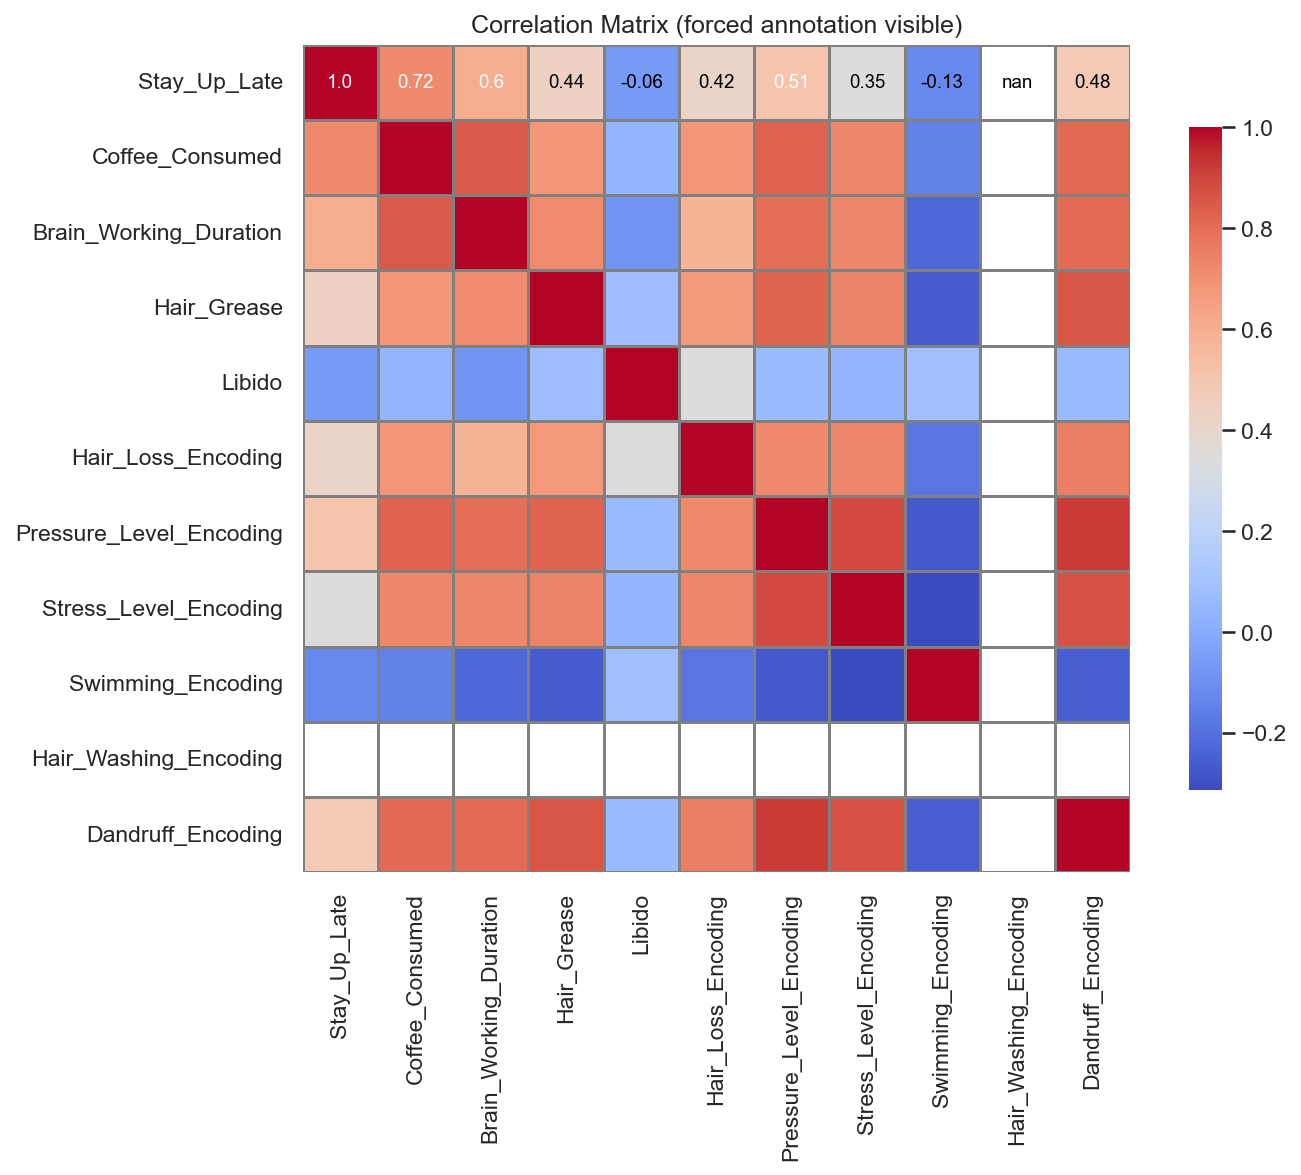 Correlation Matrix (forced annotation visible)
Stay_Up_Late 1.0 0.72 0.6 0.44 -0.06 0.42 0.51 0.35 -0.13 nan 0.48
Coffee_Consumed
Brain_Working_Duration
Hair_Grease
Libido
Hair_Loss_Encoding
Pressure_Level_Encoding
Stress_Level_Encoding
Swimming_Encoding
Hair_Washing_Encoding
Dandruff_Encoding
Stay_Up_Late
Coffee_Consumed
Brain_Working_Duration
Hair_Grease
Libido
Hair_Loss_Encoding
Pressure_Level_Encoding
Stress_Level_Encoding
Swimming_Encoding
Hair_Washing_Encoding
Dandruff_Encoding
1.0
0.8
0.6
0.4
0.2
0.0
−0.2